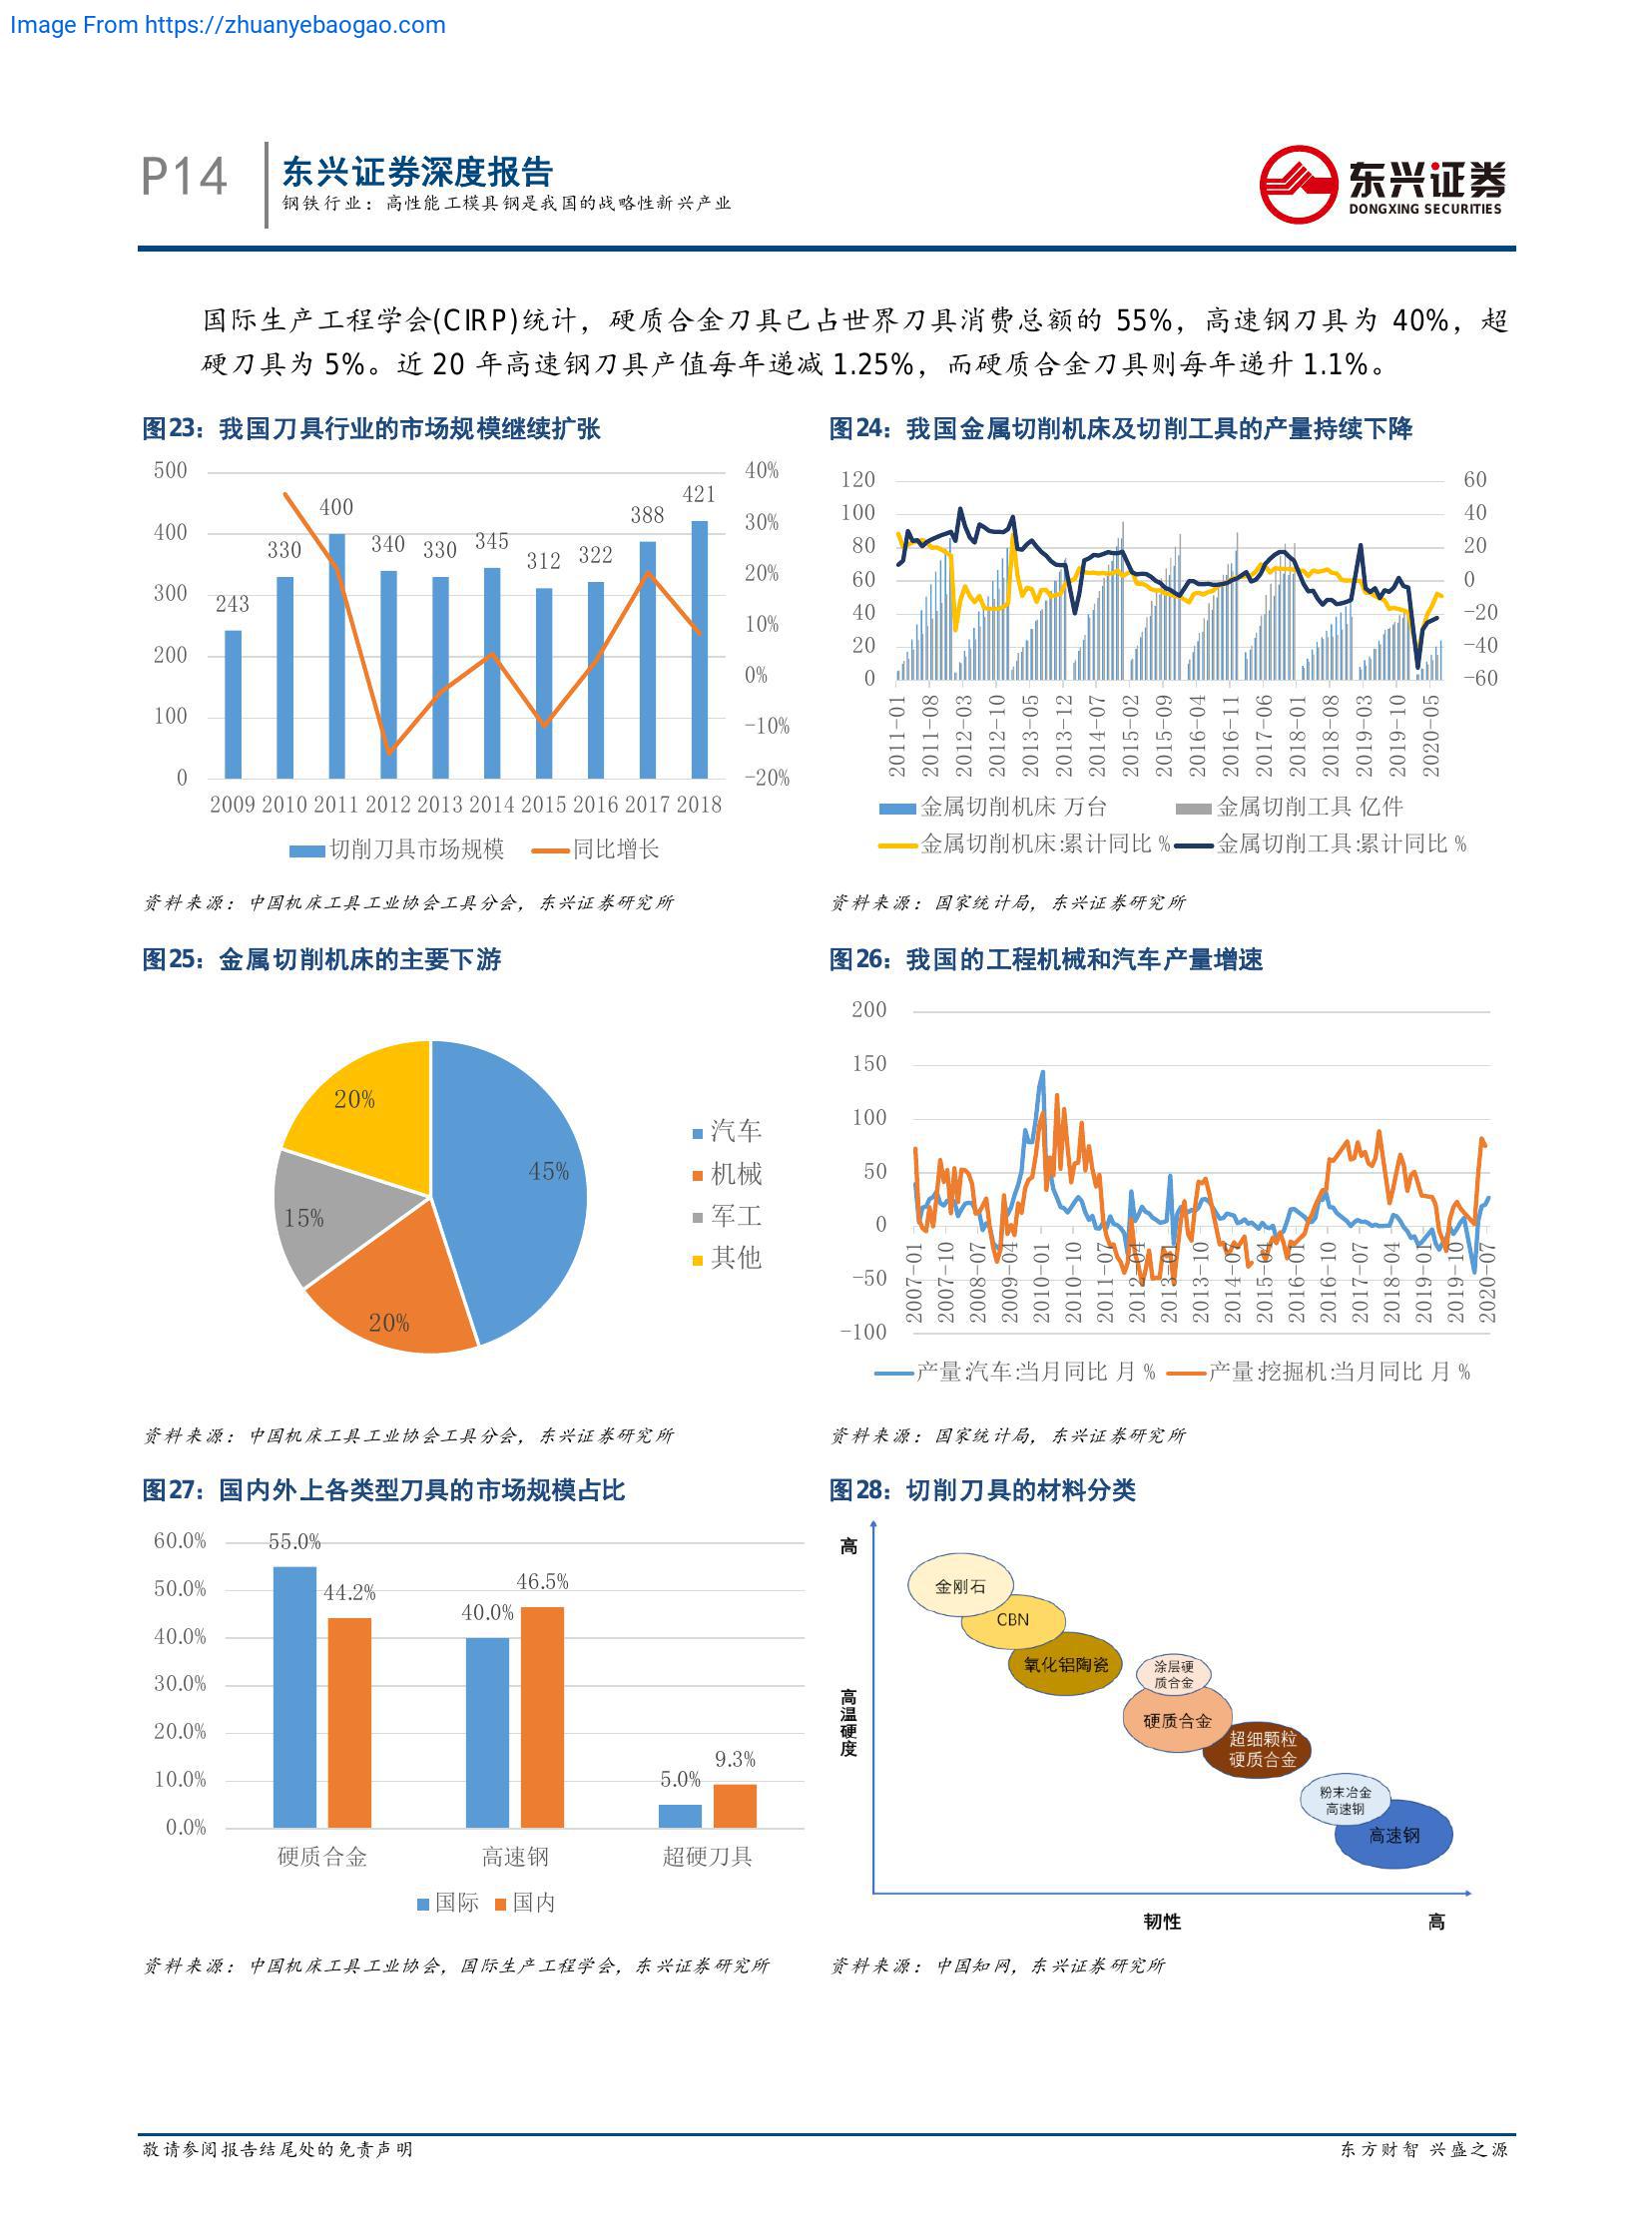 Image From https://zhuanyebaogao.com
P14
东兴证券深度报告
钢铁行业：高性能工模具钢是我国的战略性新兴产业
东兴证券
DONGXING SECURITIES
国际生产工程学会(CIRP)统计，硬质合金刀具已占世界刀具消费总额的 55%，高速钢刀具为 40%，超
硬刀具为 5%。近 20 年高速钢刀具产值每年递减 1.25%，而硬质合金刀具则每年递升 1.1%。
图23：我国刀具行业的市场规模继续扩张
500
400
300
200
100
0
40%
30%
20%
10%
0%
-10%
-20%
243
330
400
340
330
345
312
322
388
421
2009 2010 2011 2012 2013 2014 2015 2016 2017 2018
切削刀具市场规模 同比增长
资料来源：中国机床工具工业协会工具分会，东兴证券研究所
图24：我国金属切削机床及切削工具的产量持续下降
120
100
80
60
40
20
0
60
40
20
0
-20
-40
-60
2011-01
2011-08
2012-03
2012-10
2013-05
2013-12
2014-07
2015-02
2015-09
2016-04
2016-11
2017-06
2018-01
2018-08
2019-03
2019-10
2020-05
金属切削机床 万台 金属切削工具 亿件
金属切削机床:累计同比 % 金属切削工具:累计同比 %
资料来源：国家统计局，东兴证券研究所
图25：金属切削机床的主要下游
20%
45%
15%
20%
汽车
机械
军工
其他
资料来源：中国机床工具工业协会工具分会，东兴证券研究所
图26：我国的工程机械和汽车产量增速
200
150
100
50
0
-50
-100
2007-01
2007-10
2008-07
2009-04
2010-01
2010-10
2011-07
2012-04
2013-01
2013-10
2014-07
2015-04
2016-01
2016-10
2017-07
2018-04
2019-01
2019-10
2020-07
产量:汽车:当月同比 月 % 产量:挖掘机:当月同比 月 %
资料来源：国家统计局，东兴证券研究所
图27：国内外上各类型刀具的市场规模占比
60.0%
50.0%
40.0%
30.0%
20.0%
10.0%
0.0%
55.0%
44.2%
40.0%
46.5%
5.0%
9.3%
硬质合金 高速钢 超硬刀具
国际 国内
资料来源：中国机床工具工业协会，国际生产工程学会，东兴证券研究所
图28：切削刀具的材料分类
高
高温硬度
金刚石
CBN
氧化铝陶瓷
涂层硬
质合金
硬质合金
超细颗粒
硬质合金
粉末冶金
高速钢
高速钢
韧性 高
资料来源：中国知网，东兴证券研究所
敬请参阅报告结尾处的免责声明
东方财智 兴盛之源